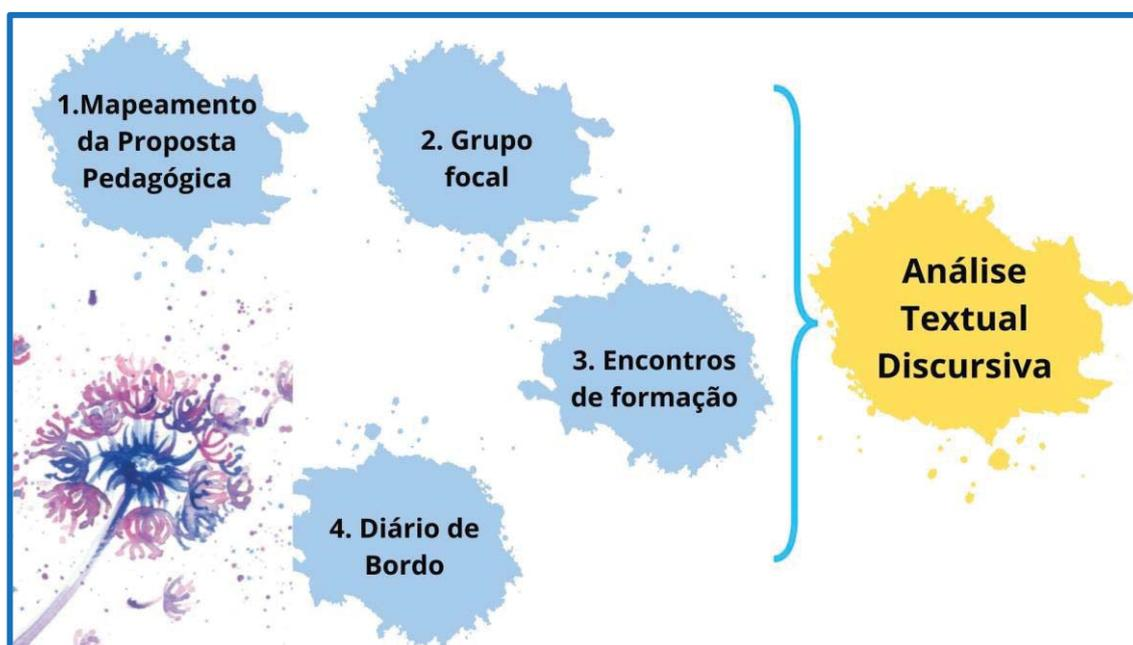 1.Mapeamento
da Proposta
Pedagógica
2. Grupo
focal
3. Encontros
de formação
4. Diário de
Bordo
Análise
Textual
Discursiva